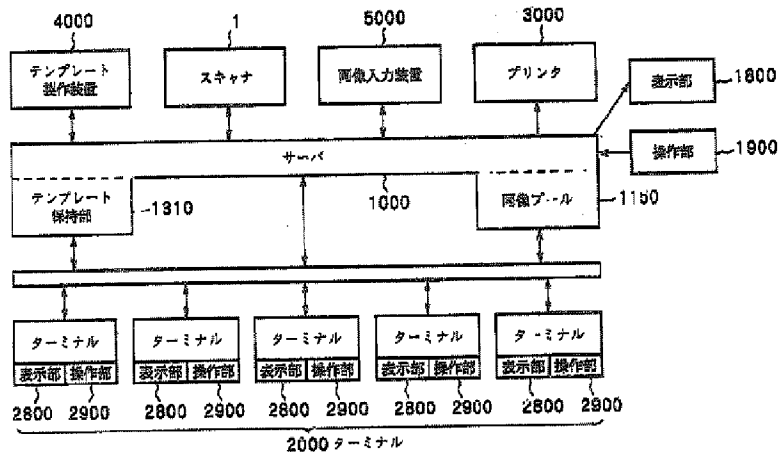 4000
1
5000
3000
テンプレート
製作装置
スキャナ
画像入力装置
プリンタ
表示部
1800
サーバ
操作部
1900
テンプレート
保持部
1310
1000
画像プール
1150
ターミナル
ターミナル
ターミナル
ターミナル
ターミナル
表示部 操作部
表示部 操作部
表示部 操作部
表示部 操作部
表示部 操作部
2800 2900
2800 2900
2800 2900
2800 2900
2800 2900
2000 ターミナル